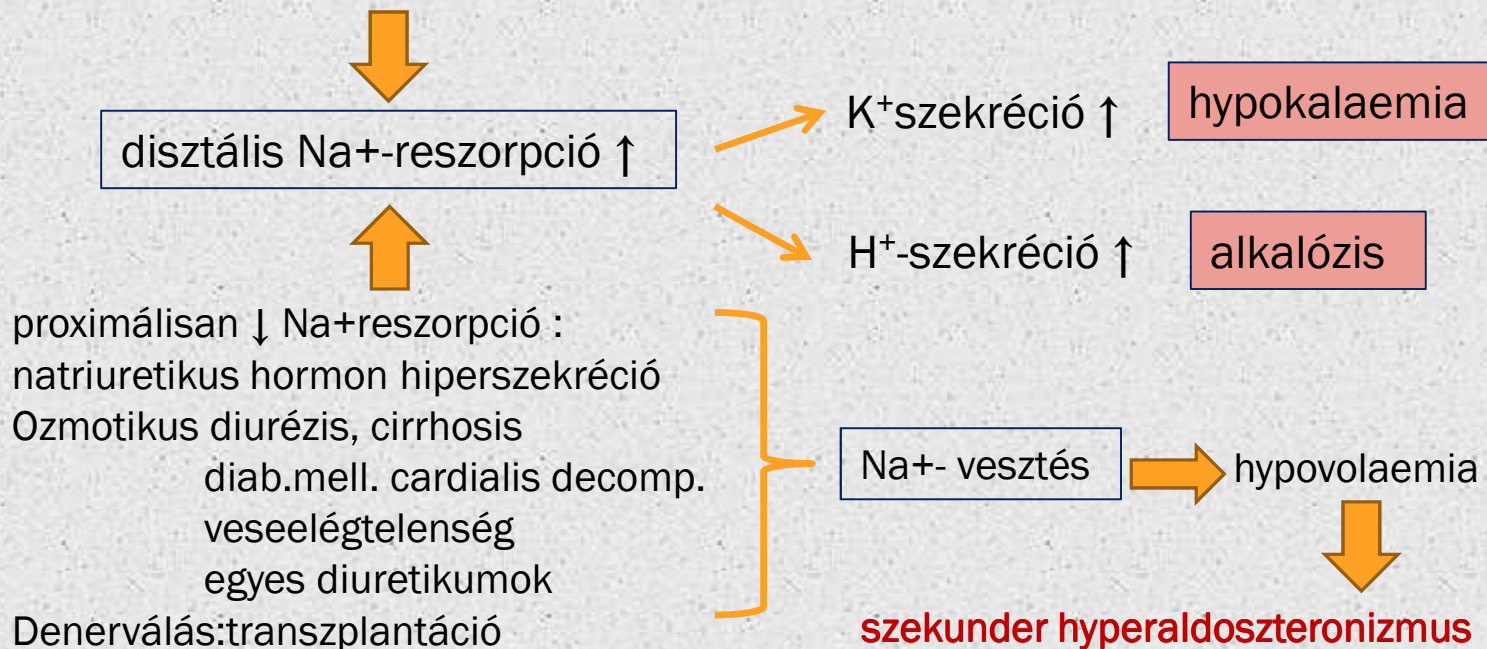 disztális Na+-reszorpció ↑
K⁺szekréció ↑
hypokalaemia
H⁺-szekréció ↑
alkalózis
proximálisan ↓ Na+reszorpció :
natriuretikus hormon hiperszekréció
Ozmotikus diurézis, cirrhosis
diab.mell. cardialis decomp.
veseelégtelenség
egyes diuretikumok
Denerválás:transzplantáció
Na+- vesztés
hypovolaemia
szekunder hyperaldoszteronizmus